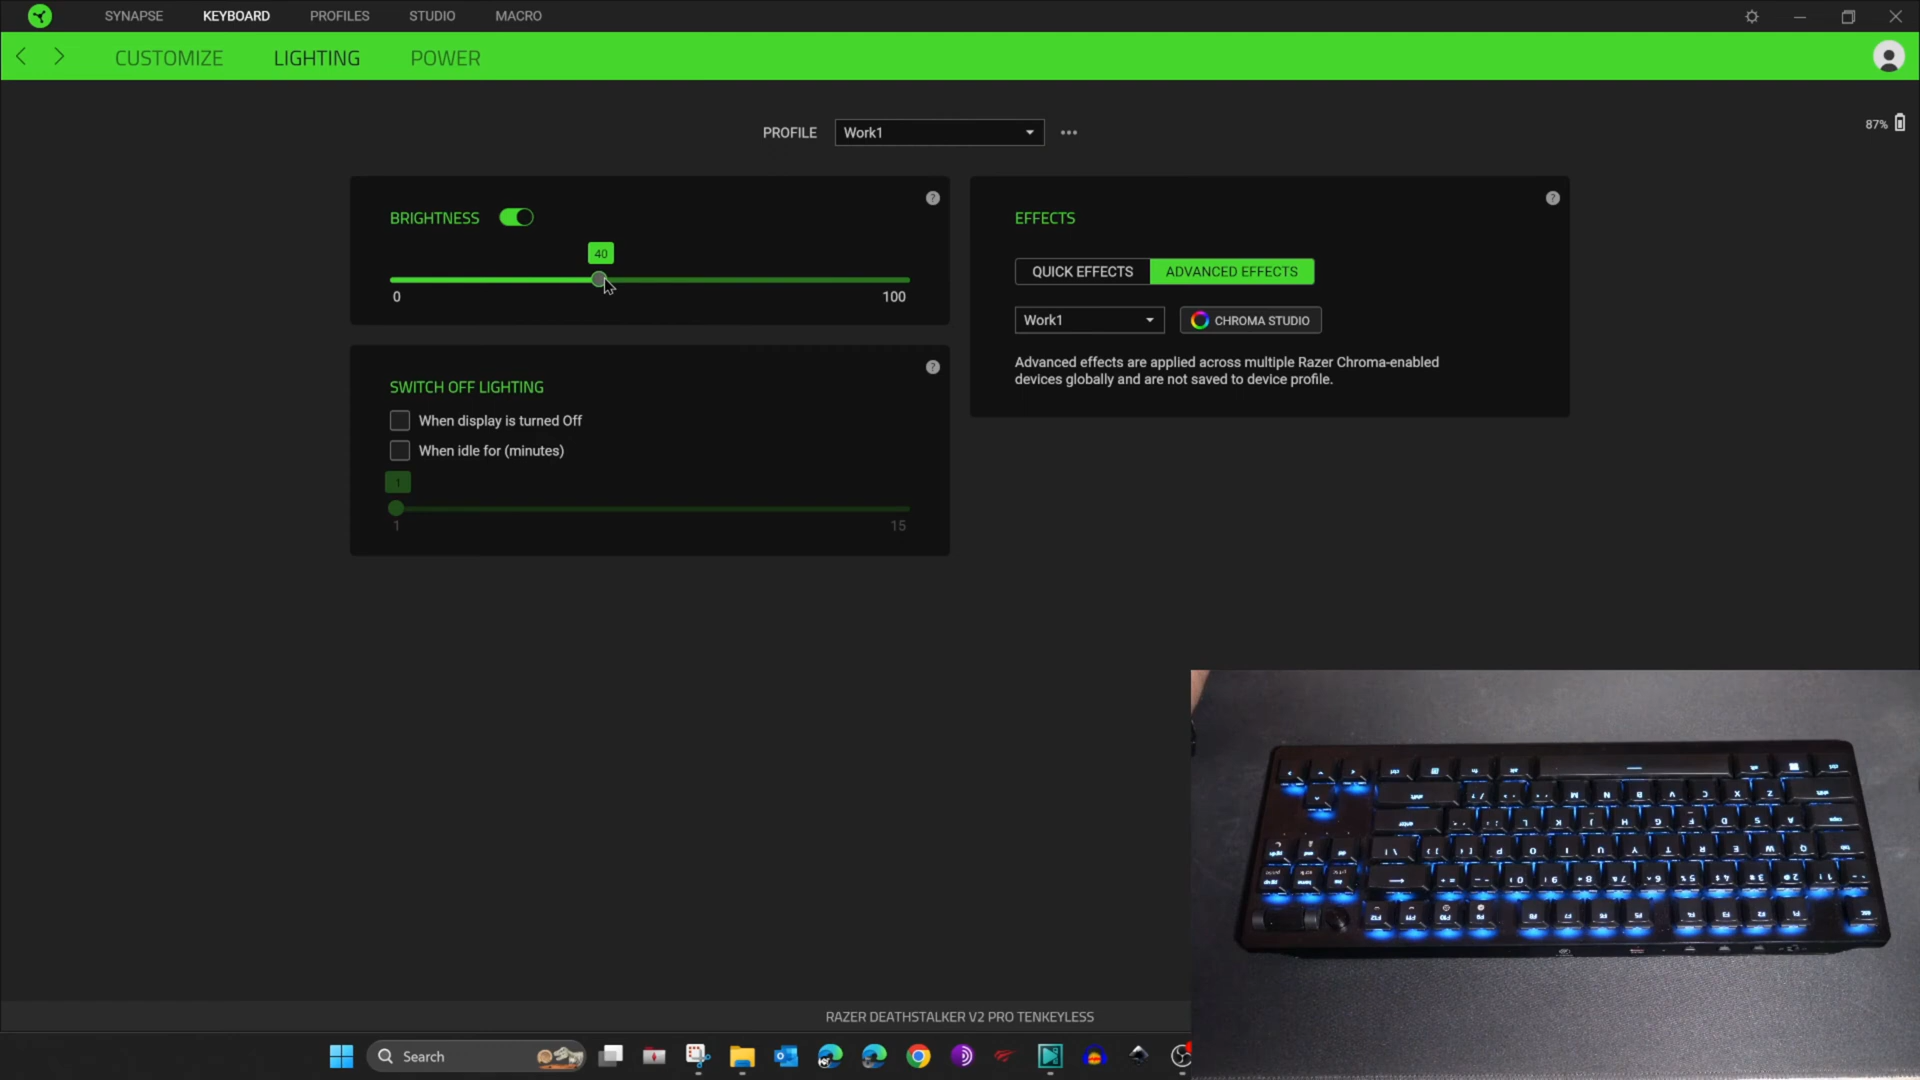 SYNAPSE KEYBOARD PROFILES STUDIO MACRO
CUSTOMIZE LIGHTING POWER
PROFILE Work1
87%
BRIGHTNESS
40
0 100
SWITCH OFF LIGHTING
When display is turned Off
When idle for (minutes)
1
1 15
EFFECTS
QUICK EFFECTS ADVANCED EFFECTS
Work1 CHROMA STUDIO
Advanced effects are applied across multiple Razer Chroma-enabled
devices globally and are not saved to device profile.
RAZER DEATHSTALKER V2 PRO TENKEYLESS
Search